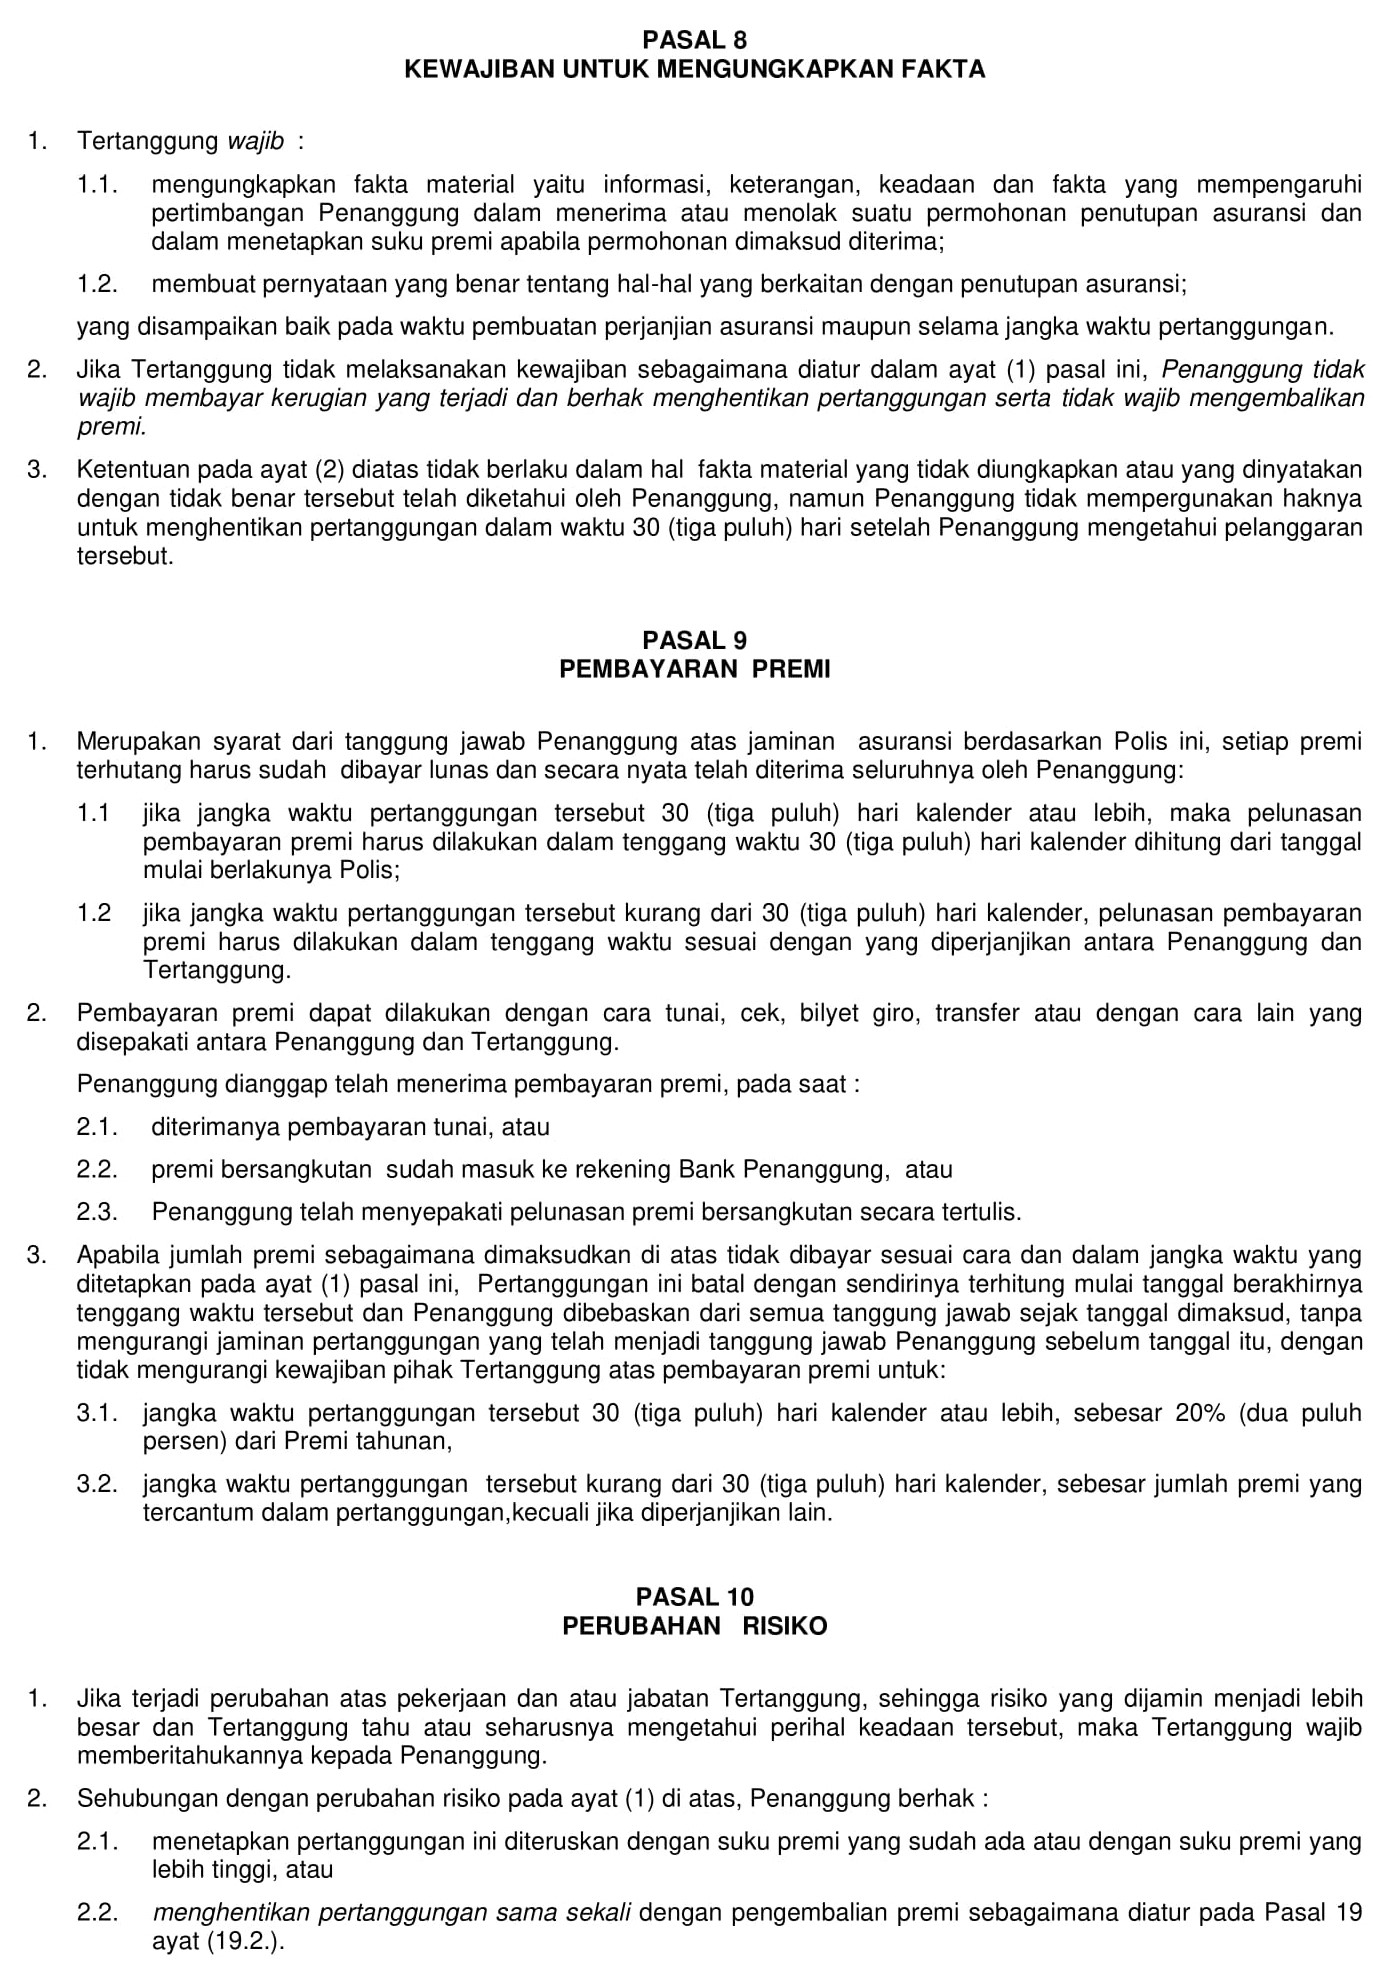 PASAL 8
KEWAJIBAN UNTUK MENGUNGKAPKAN FAKTA
1. Tertanggung wajib :
1.1. mengungkapkan fakta material yaitu informasi, keterangan, keadaan dan fakta yang mempengaruhi
pertimbangan Penanggung dalam menerima atau menolak suatu permohonan penutupan asuransi dan
dalam menetapkan suku premi apabila permohonan dimaksud diterima;
1.2. membuat pernyataan yang benar tentang hal-hal yang berkaitan dengan penutupan asuransi;
yang disampaikan baik pada waktu pembuatan perjanjian asuransi maupun selama jangka waktu pertanggungan.
2. Jika Tertanggung tidak melaksanakan kewajiban sebagaimana diatur dalam ayat (1) pasal ini, Penanggung tidak
wajib membayar kerugian yang terjadi dan berhak menghentikan pertanggungan serta tidak wajib mengembalikan
premi.
3. Ketentuan pada ayat (2) diatas tidak berlaku dalam hal fakta material yang tidak diungkapkan atau yang dinyatakan
dengan tidak benar tersebut telah diketahui oleh Penanggung, namun Penanggung tidak mempergunakan haknya
untuk menghentikan pertanggungan dalam waktu 30 (tiga puluh) hari setelah Penanggung mengetahui pelanggaran
tersebut.
PASAL 9
PEMBAYARAN PREMI
1. Merupakan syarat dari tanggung jawab Penanggung atas jaminan asuransi berdasarkan Polis ini, setiap premi
terhutang harus sudah dibayar lunas dan secara nyata telah diterima seluruhnya oleh Penanggung:
1.1 jika jangka waktu pertanggungan tersebut 30 (tiga puluh) hari kalender atau lebih, maka pelunasan
pembayaran premi harus dilakukan dalam tenggang waktu 30 (tiga puluh) hari kalender dihitung dari tanggal
mulai berlakunya Polis;
1.2 jika jangka waktu pertanggungan tersebut kurang dari 30 (tiga puluh) hari kalender, pelunasan pembayaran
premi harus dilakukan dalam tenggang waktu sesuai dengan yang diperjanjikan antara Penanggung dan
Tertanggung.
2. Pembayaran premi dapat dilakukan dengan cara tunai, cek, bilyet giro, transfer atau dengan cara lain yang
disepakati antara Penanggung dan Tertanggung.
Penanggung dianggap telah menerima pembayaran premi, pada saat :
2.1. diterimanya pembayaran tunai, atau
2.2. premi bersangkutan sudah masuk ke rekening Bank Penanggung, atau
2.3. Penanggung telah menyepakati pelunasan premi bersangkutan secara tertulis.
3. Apabila jumlah premi sebagaimana dimaksudkan di atas tidak dibayar sesuai cara dan dalam jangka waktu yang
ditetapkan pada ayat (1) pasal ini, Pertanggungan ini batal dengan sendirinya terhitung mulai tanggal berakhirnya
tenggang waktu tersebut dan Penanggung dibebaskan dari semua tanggung jawab sejak tanggal dimaksud, tanpa
mengurangi jaminan pertanggungan yang telah menjadi tanggung jawab Penanggung sebelum tanggal itu, dengan
tidak mengurangi kewajiban pihak Tertanggung atas pembayaran premi untuk:
3.1. jangka waktu pertanggungan tersebut 30 (tiga puluh) hari kalender atau lebih, sebesar 20% (dua puluh
persen) dari Premi tahunan,
3.2. jangka waktu pertanggungan tersebut kurang dari 30 (tiga puluh) hari kalender, sebesar jumlah premi yang
tercantum dalam pertanggungan,kecuali jika diperjanjikan lain.
PASAL 10
PERUBAHAN RISIKO
1. Jika terjadi perubahan atas pekerjaan dan atau jabatan Tertanggung, sehingga risiko yang dijamin menjadi lebih
besar dan Tertanggung tahu atau seharusnya mengetahui perihal keadaan tersebut, maka Tertanggung wajib
memberitahukannya kepada Penanggung.
2. Sehubungan dengan perubahan risiko pada ayat (1) di atas, Penanggung berhak :
2.1. menetapkan pertanggungan ini diteruskan dengan suku premi yang sudah ada atau dengan suku premi yang
lebih tinggi, atau
2.2. menghentikan pertanggungan sama sekali dengan pengembalian premi sebagaimana diatur pada Pasal 19
ayat (19.2.).